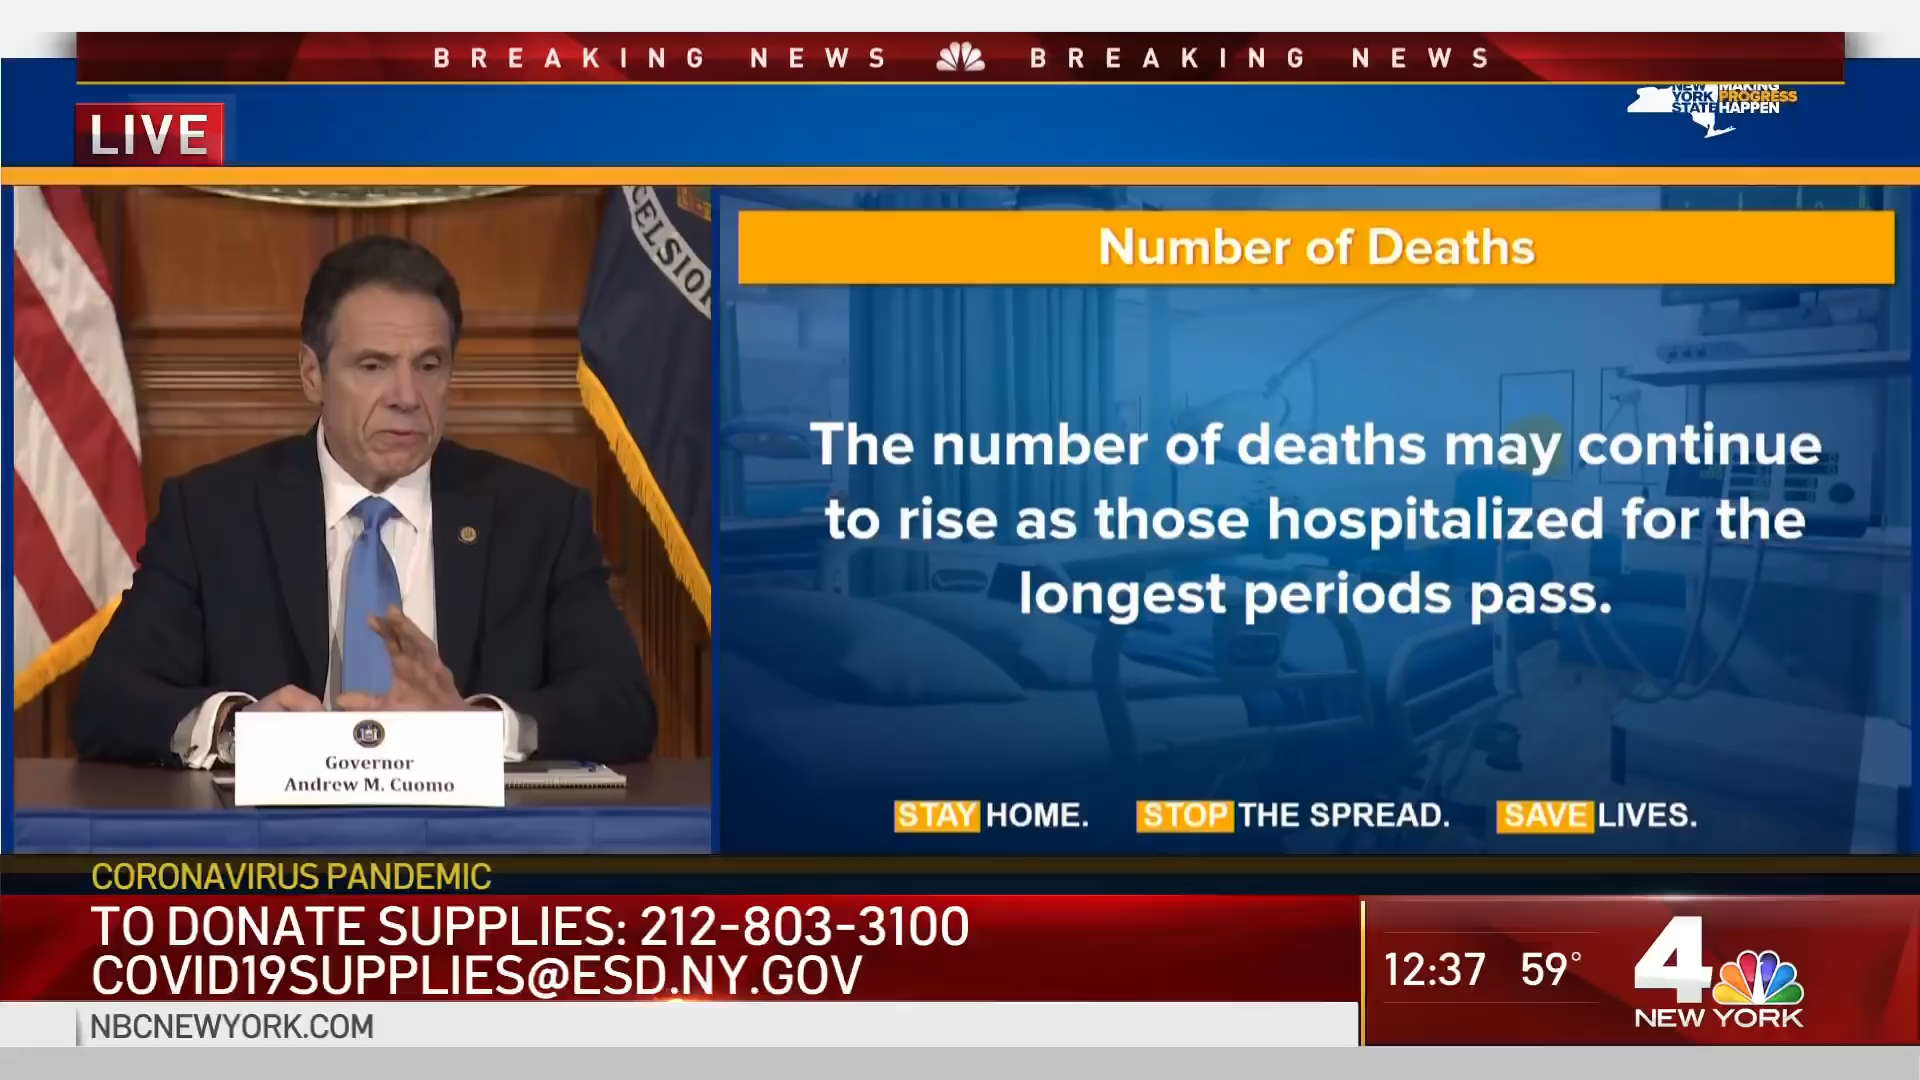 BREAKING NEWS BREAKING NEWS
LIVE
NEW YORK STATE
MAKING PROGRESS HAPPEN
CELSIOR
Number of Deaths
The number of deaths may continue
to rise as those hospitalized for the
longest periods pass.
Governor
Andrew M. Cuomo
STAY HOME. STOP THE SPREAD. SAVE LIVES.
CORONAVIRUS PANDEMIC
TO DONATE SUPPLIES: 212-803-3100
COVID19SUPPLIES@ESD.NY.GOV
12:37 59°
4
NEW YORK
NBCNEWYORK.COM